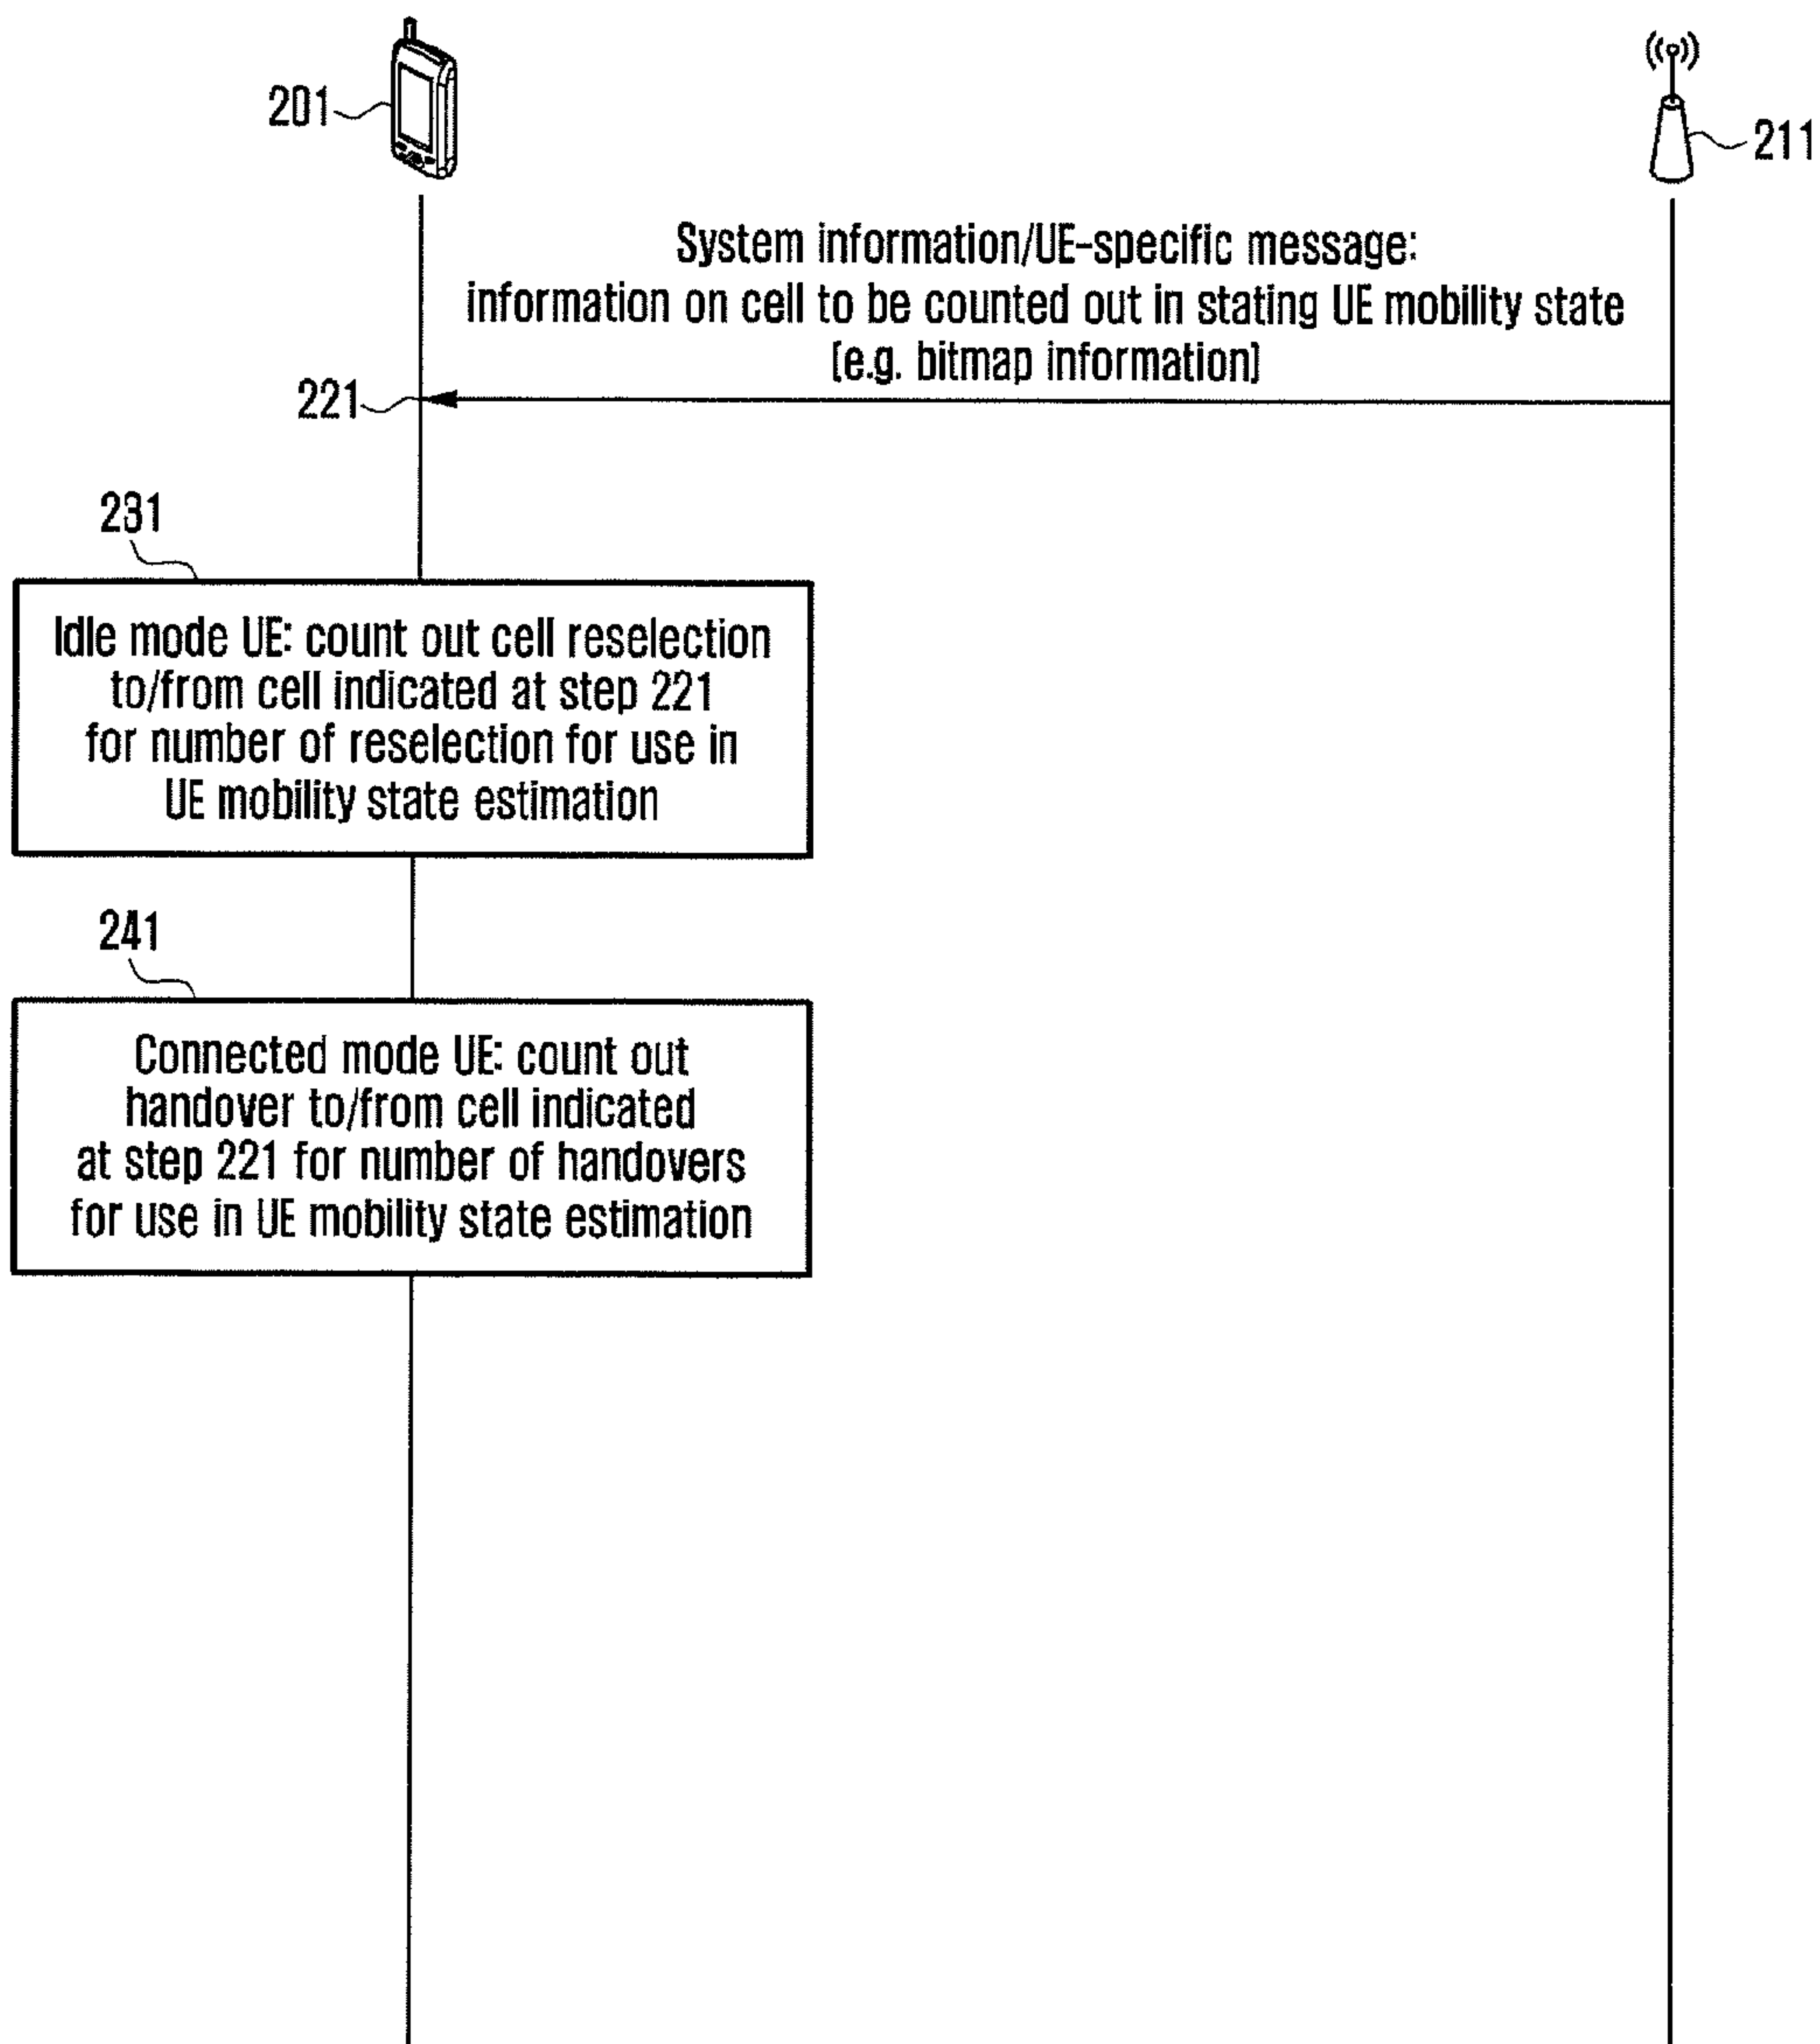 201
211
System information/UE-specific message:
information on cell to be counted out in stating UE mobility state
[e.g. bitmap information]
221
231
Idle mode UE: count out cell reselection
to/from cell indicated at step 221
for number of reselection for use in
UE mobility state estimation
241
Connected mode UE: count out
handover to/from cell indicated
at step 221 for number of handovers
for use in UE mobility state estimation